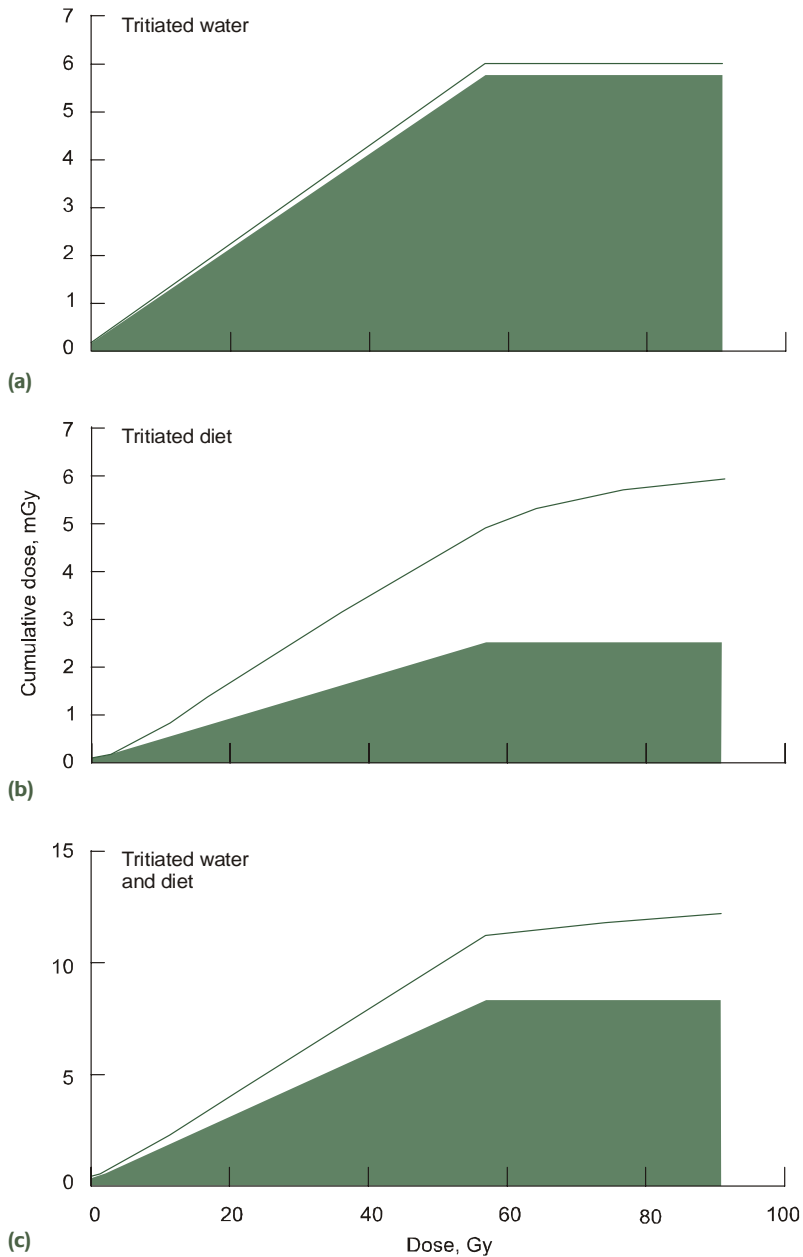 7
Tritiated water
6
5
4
3
2
1
0
(a)
7
Tritiated diet
6
5
4
3
2
1
0
Cumulative dose, mGy
(b)
15
Tritiated water
and diet
10
5
0
0 20 40 60 80 100
(c)
Dose, Gy